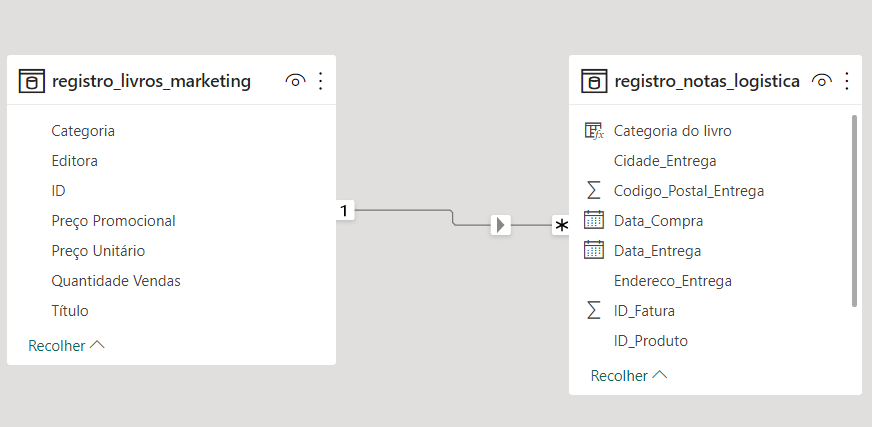 registro_livros_marketing
Categoria
Editora
ID
Preço Promocional
Preço Unitário
Quantidade Vendas
Título
Recolher
1
*
registro_notas_logistica
Categoria do livro
Cidade_Entrega
Codigo_Postal_Entrega
Data_Compra
Data_Entrega
Endereco_Entrega
ID_Fatura
ID_Produto
Recolher